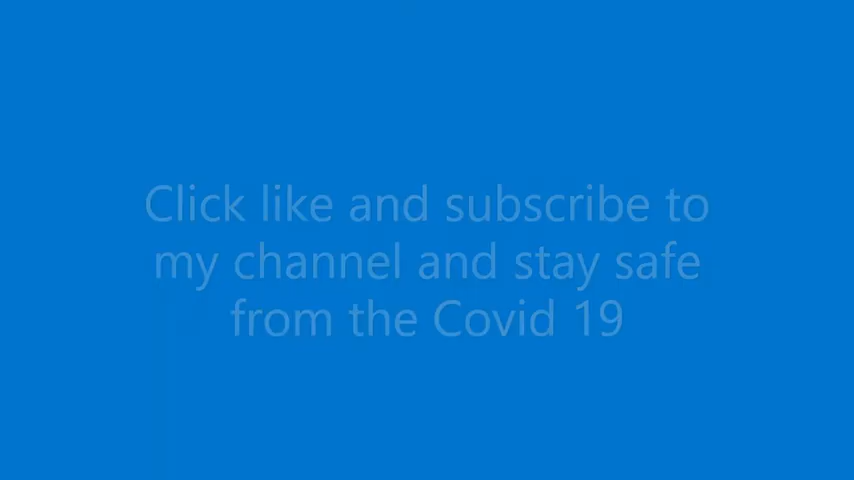 Click like and subscribe to
my channel and stay safe
from the Covid 19